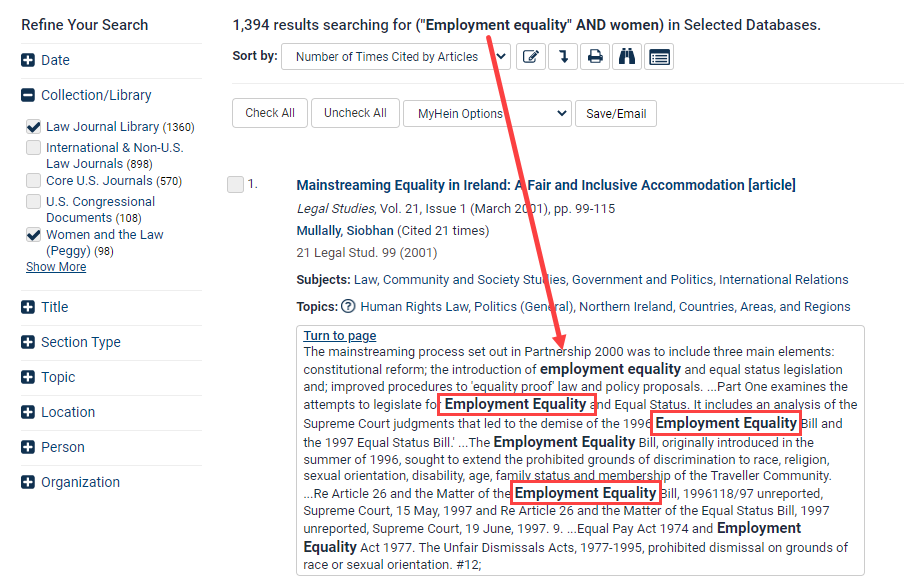 Refine Your Search
Date
Collection/Library
Law Journal Library (1360)
International & Non-U.S.
Law Journals (898)
Core U.S. Journals (570)
U.S. Congressional
Documents (108)
Women and the Law
(Peggy) (98)
Show More
Title
Section Type
Topic
Location
Person
Organization
1,394 results searching for ("Employment equality" AND women) in Selected Databases.
Sort by: Number of Times Cited by Articles
Check All Uncheck All MyHein Options Save/Email
1. Mainstreaming Equality in Ireland: A Fair and Inclusive Accommodation [article]
Legal Studies, Vol. 21, Issue 1 (March 2001), pp. 99-115
Mullally, Siobhan (Cited 21 times)
21 Legal Stud. 99 (2001)
Subjects: Law, Community and Society Studies, Government and Politics, International Relations
Topics: ? Human Rights Law, Politics (General), Northern Ireland, Countries, Areas, and Regions
Turn to page
The mainstreaming process set out in Partnership 2000 was to include three main elements:
constitutional reform; the introduction of employment equality and equal status legislation
and; improved procedures to 'equality proof' law and policy proposals. ...Part One examines the
attempts to legislate for Employment Equality and Equal Status. It includes an analysis of the
Supreme Court judgments that led to the demise of the 1996 Employment Equality Bill and
the 1997 Equal Status Bill.' ...The Employment Equality Bill, originally introduced in the
summer of 1996, sought to extend the prohibited grounds of discrimination to race, religion,
sexual orientation, disability, age, family status and membership of the Traveller Community.
...Re Article 26 and the Matter of the Employment Equality Bill, 1996118/97 unreported,
Supreme Court, 15 May, 1997 and Re Article 26 and the Matter of the Equal Status Bill, 1997
unreported, Supreme Court, 19 June, 1997. 9. ...Equal Pay Act 1974 and Employment
Equality Act 1977. The Unfair Dismissals Acts, 1977-1995, prohibited dismissal on grounds of
race or sexual orientation. #12;